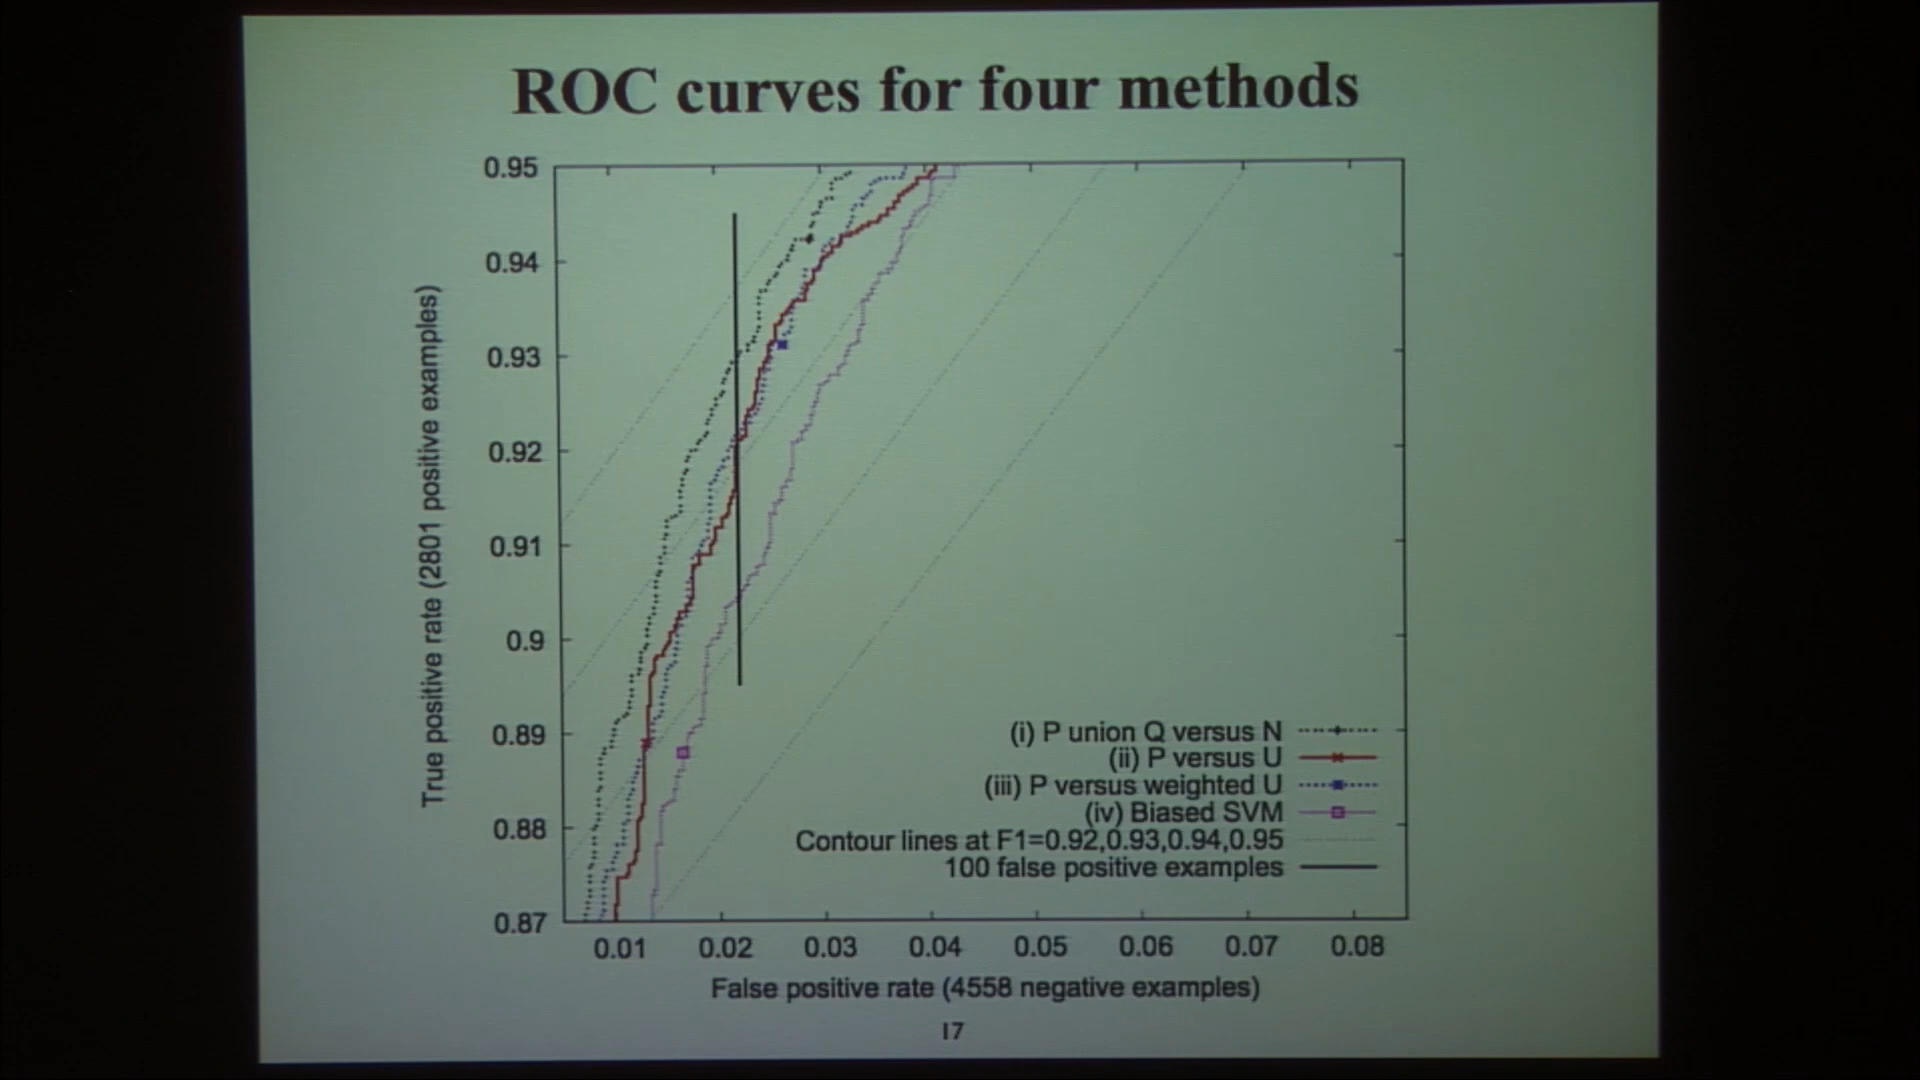 ROC curves for four methods
0.95
0.94
0.93
0.92
0.91
0.9
0.89
0.88
0.87
True positive rate (2801 positive examples)
(i) P union Q versus N
(ii) P versus U
(iii) P versus weighted U
(iv) Biased SVM
Contour lines at F1=0.92,0.93,0.94,0.95
100 false positive examples
0.01 0.02 0.03 0.04 0.05 0.06 0.07 0.08
False positive rate (4558 negative examples)
17